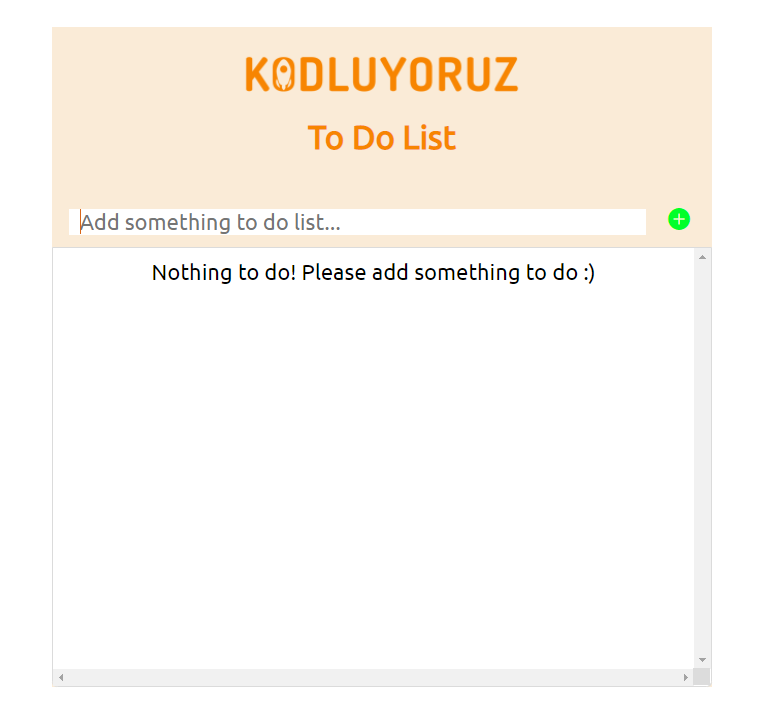 KODLUYORUZ
To Do List
Add something to do list...
Nothing to do! Please add something to do :)